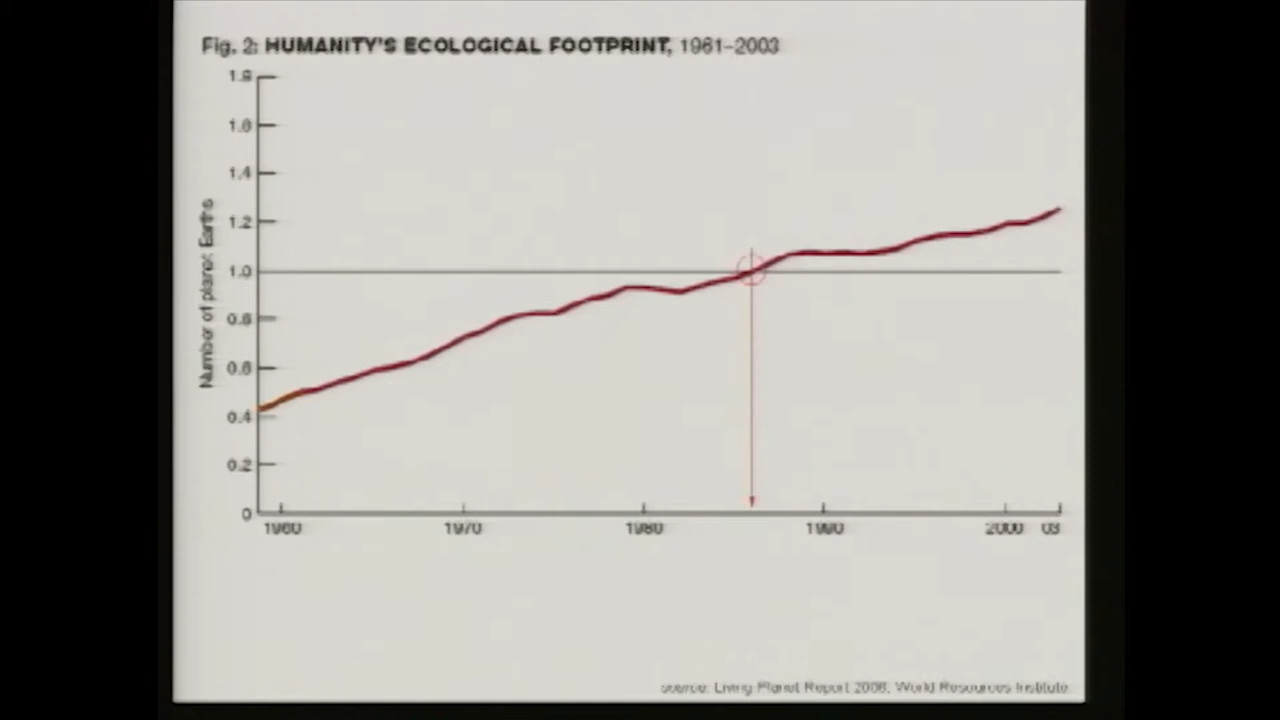 Fig. 2: HUMANITY'S ECOLOGICAL FOOTPRINT, 1961–2003
1.8
1.6
1.4
1.2
1.0
0.8
0.6
0.4
0.2
0
Number of planet Earths
1960 1970 1980 1990 2000 03
source: Living Planet Report 2006, World Resources Institute.